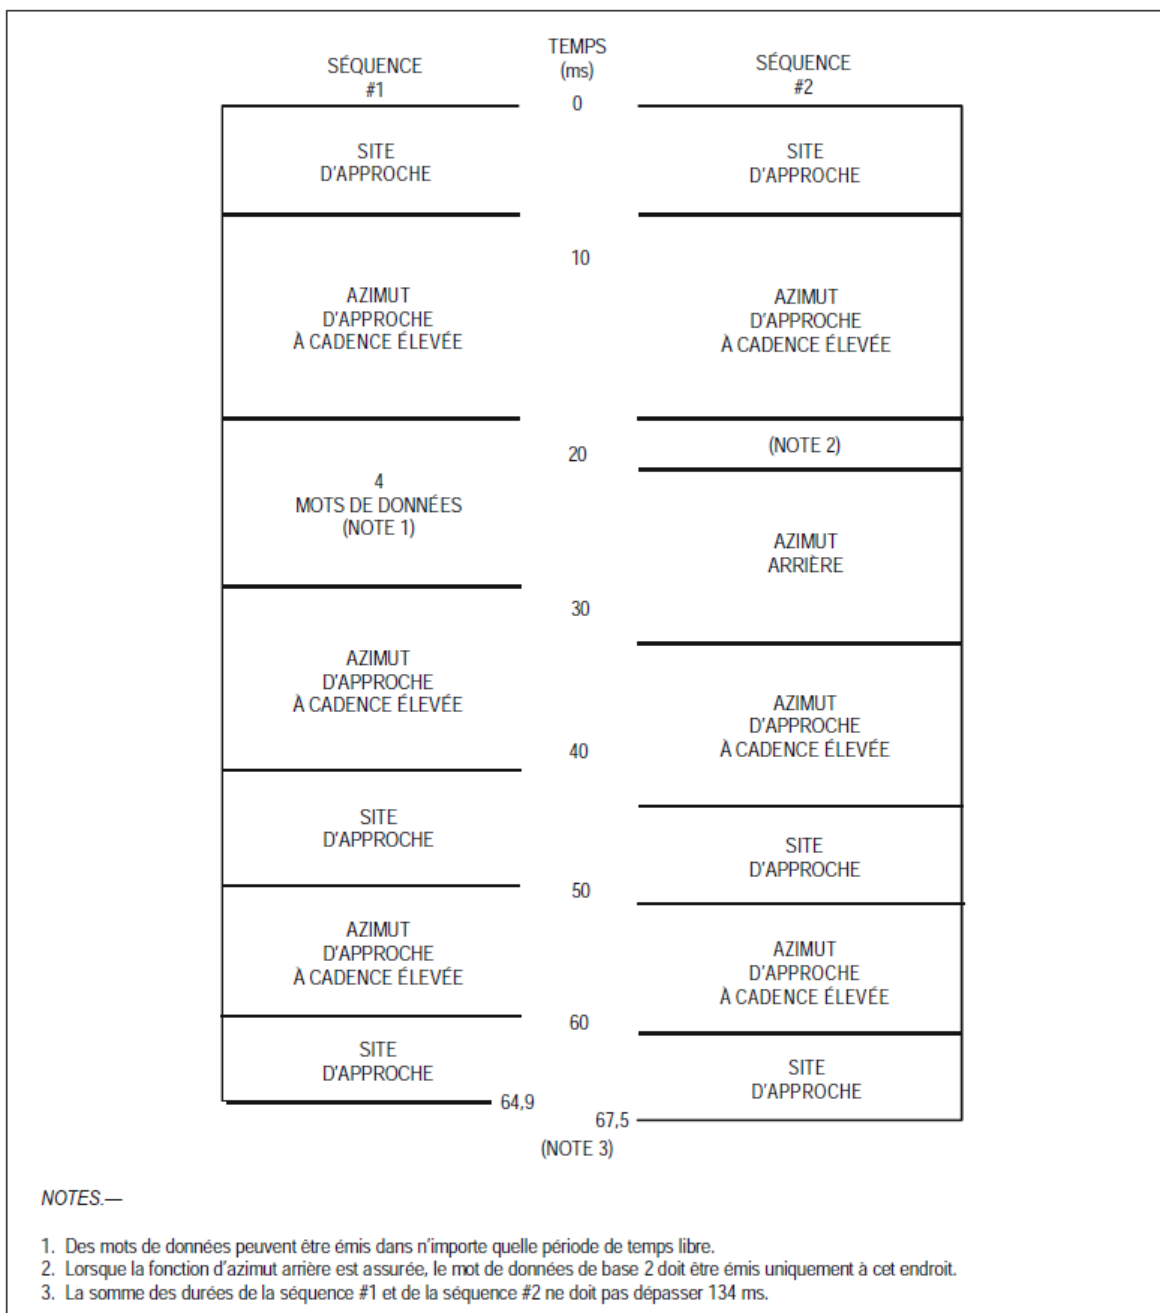 SÉQUENCE
#1
TEMPS
(ms)
0
SÉQUENCE
#2
SITE
D'APPROCHE
SITE
D'APPROCHE
10
AZIMUT
D'APPROCHE
À CADENCE ÉLEVÉE
AZIMUT
D'APPROCHE
À CADENCE ÉLEVÉE
20
(NOTE 2)
4
MOTS DE DONNÉES
(NOTE 1)
AZIMUT
ARRIÈRE
30
AZIMUT
D'APPROCHE
À CADENCE ÉLEVÉE
AZIMUT
D'APPROCHE
À CADENCE ÉLEVÉE
40
SITE
D'APPROCHE
SITE
D'APPROCHE
50
AZIMUT
D'APPROCHE
À CADENCE ÉLEVÉE
AZIMUT
D'APPROCHE
À CADENCE ÉLEVÉE
60
SITE
D'APPROCHE
SITE
D'APPROCHE
64,9
67,5
(NOTE 3)
NOTES.—
1. Des mots de données peuvent être émis dans n'importe quelle période de temps libre.
2. Lorsque la fonction d'azimut arrière est assurée, le mot de données de base 2 doit être émis uniquement à cet endroit.
3. La somme des durées de la séquence #1 et de la séquence #2 ne doit pas dépasser 134 ms.